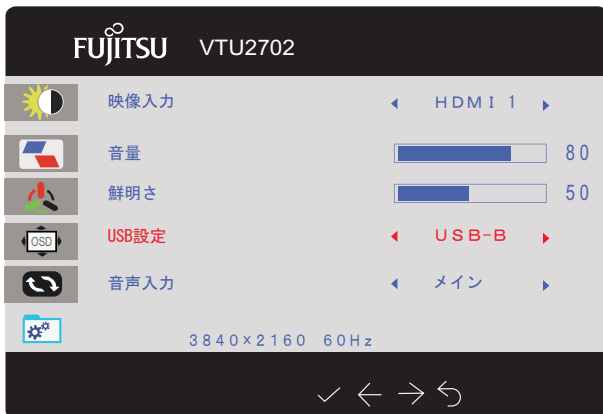 FUJITSU VTU2702
映像入力 HDMI 1
音量 80
鮮明さ 50
USB設定 USB-B
OSD
音声入力 メイン
3840×2160 60Hz